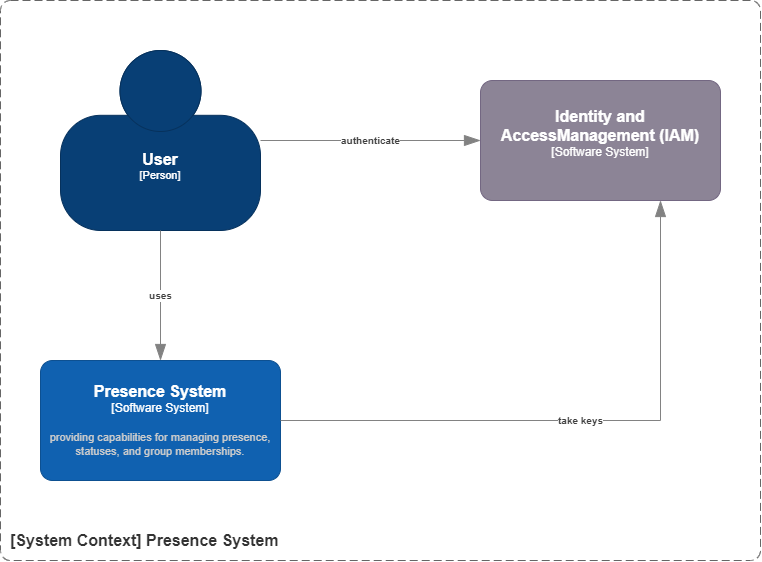 User
[Person]
authenticate
Identity and
AccessManagement (IAM)
[Software System]
uses
Presence System
[Software System]
providing capabilities for managing presence,
statuses, and group memberships.
take keys
[System Context] Presence System